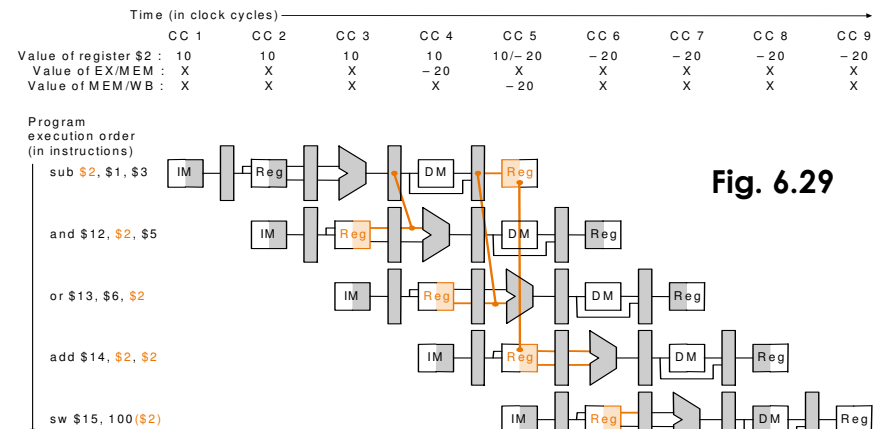 Time (in clock cycles)
CC 1 CC 2 CC 3 CC 4 CC 5 CC 6 CC 7 CC 8 CC 9
Value of register $2 : 10 10 10 10 10/– 20 – 20 – 20 – 20 – 20
Value of EX/MEM : X X X – 20 X X X X X
Value of MEM/WB : X X X X – 20 X X X X
Program
execution order
(in instructions)
sub $2, $1, $3 IM Reg DM Reg
Fig. 6.29
and $12, $2, $5 IM Reg DM Reg
or $13, $6, $2 IM Reg DM Reg
add $14, $2, $2 IM Reg DM Reg
sw $15, 100($2) IM Reg DM Reg